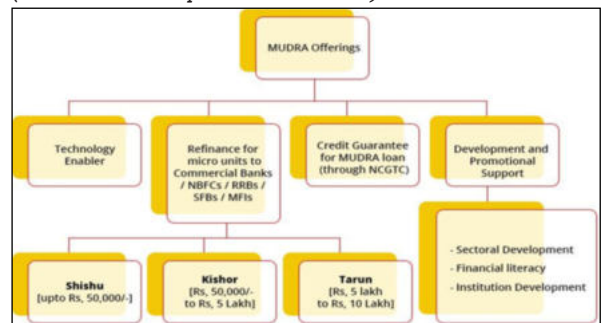 MUDRA Offerings
Technology
Enabler
Refinance for
micro units to
Commercial Banks
/ NBFCs / RRBs /
SFBs / MFIs
Credit Guarantee
for MUDRA loan
(through NCGTC)
Development and
Promotional
Support
Shishu
[upto Rs, 50,000/-]
Kishor
[Rs, 50,000/-
to Rs, 5 Lakh]
Tarun
[Rs, 5 lakh
to Rs, 10 Lakh]
- Sectoral Development
- Financial literacy
- Institution Development